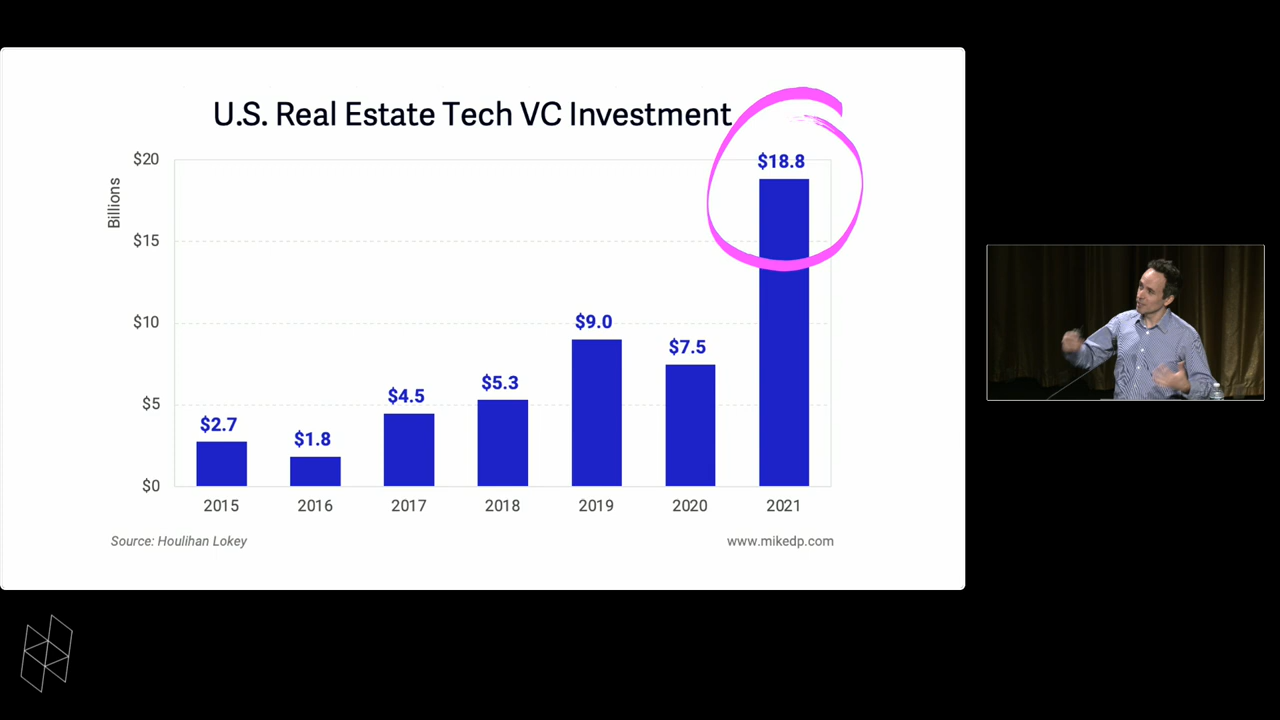 U.S. Real Estate Tech VC Investment
Billions
$20
$15
$10
$5
$0
$2.7
$1.8
$4.5
$5.3
$9.0
$7.5
$18.8
2015 2016 2017 2018 2019 2020 2021
Source: Houlihan Lokey
www.mikedp.com